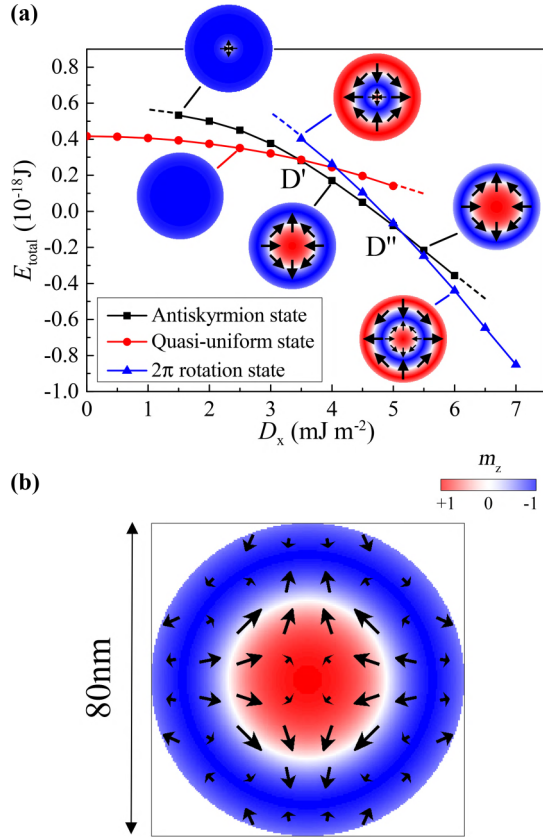 (a)
0.8
0.6
0.4
0.2
0.0
-0.2
-0.4
-0.6
-0.8
-1.0
E_total (10^-18 J)
D'
D"
Antiskyrmion state
Quasi-uniform state
2π rotation state
0 1 2 3 4 5 6 7
D_x (mJ m^-2)
(b)
m_z
+1 0 -1
80nm